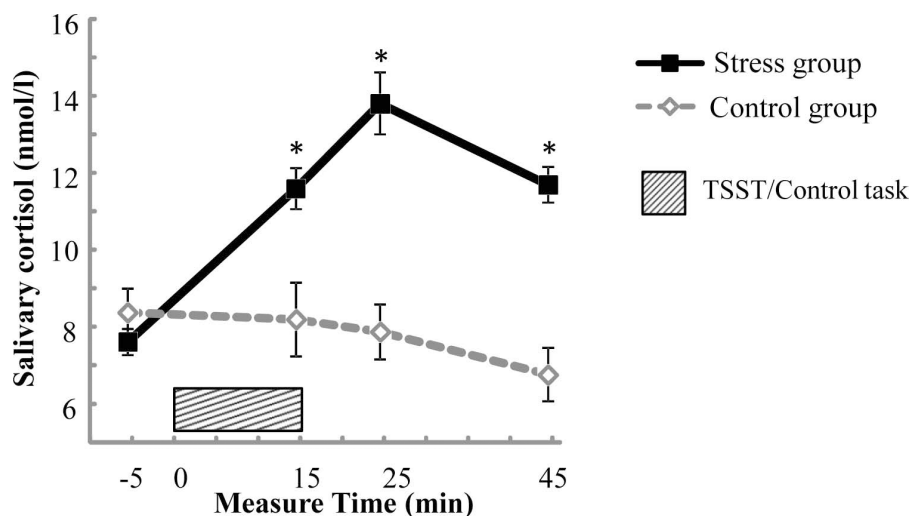 16
14
12
10
8
6
Salivary cortisol (nmol/l)
*
*
*
-5 0 15 25 45
Measure Time (min)
Stress group
Control group
TSST/Control task